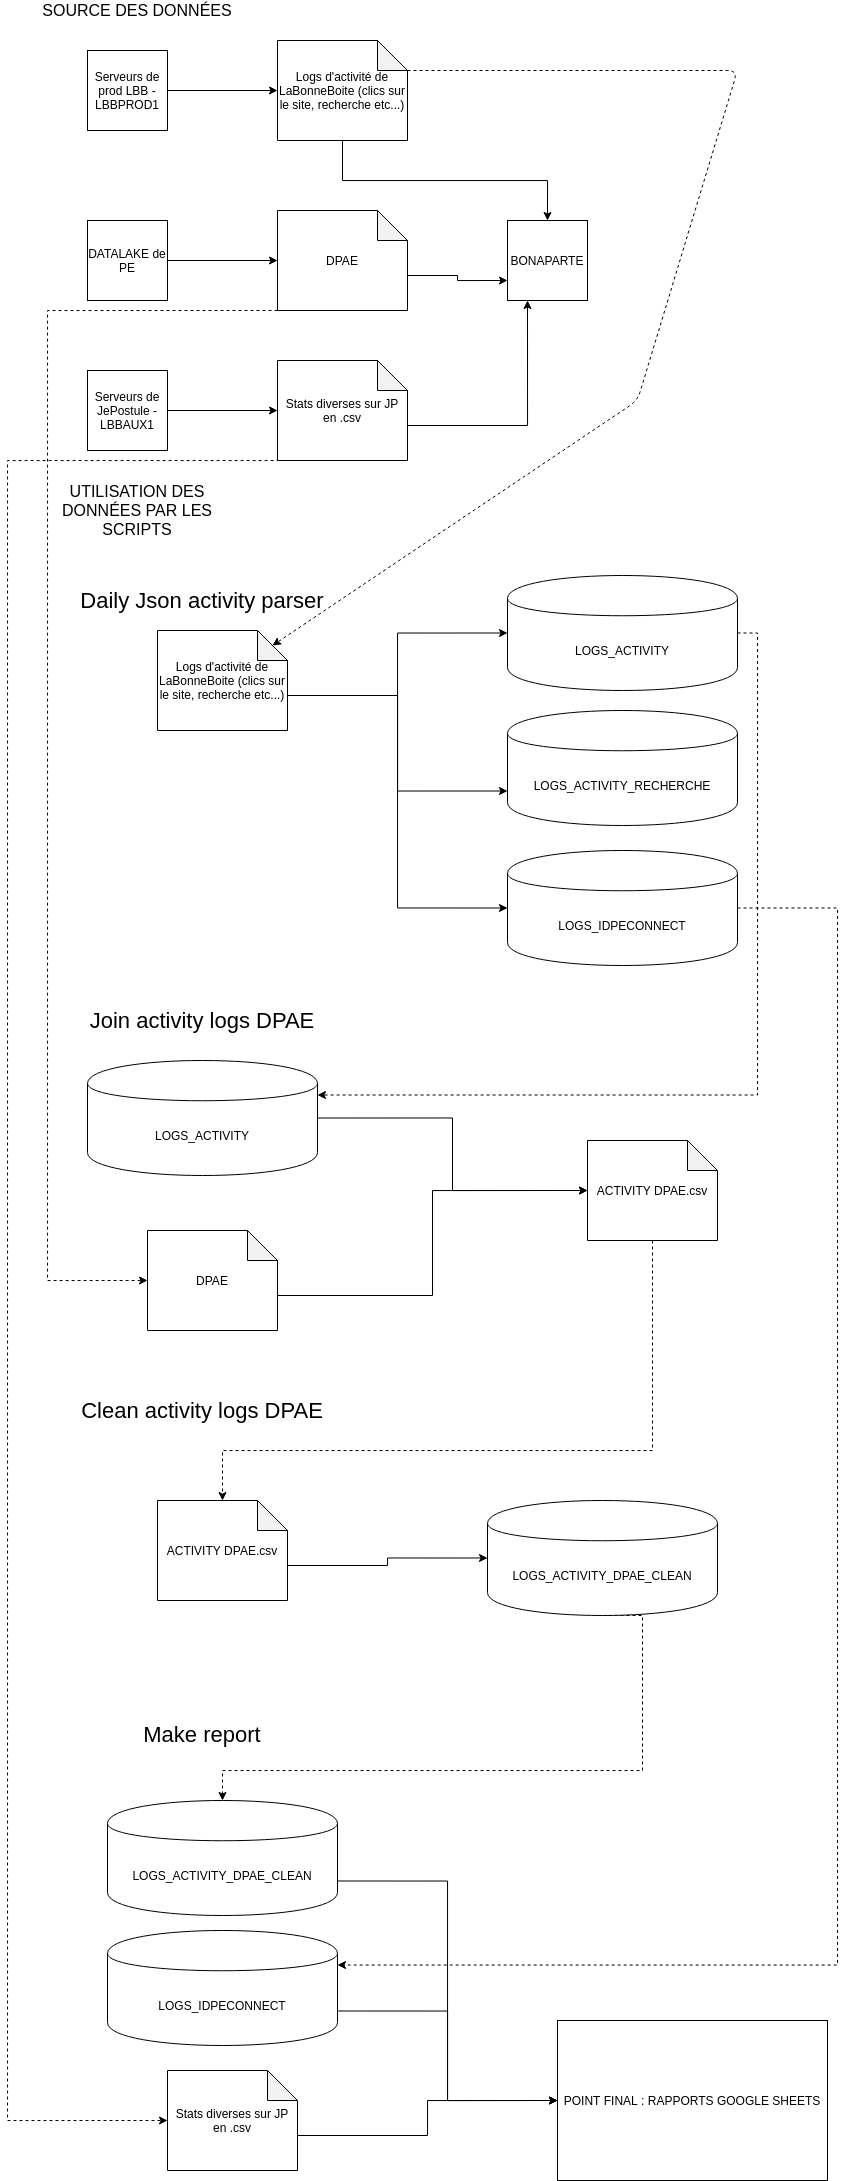 SOURCE DES DONNÉES
Serveurs de
prod LBB -
LBBPROD1
Logs d'activité de
LaBonneBoite (clics sur
le site, recherche etc...)
DATALAKE de
PE
DPAE
BONAPARTE
Serveurs de
JePostule -
LBBAUX1
Stats diverses sur JP
en .csv
UTILISATION DES
DONNÉES PAR LES
SCRIPTS
Daily Json activity parser
Logs d'activité de
LaBonneBoite (clics sur
le site, recherche etc...)
LOGS_ACTIVITY
LOGS_ACTIVITY_RECHERCHE
LOGS_IDPECONNECT
Join activity logs DPAE
LOGS_ACTIVITY
ACTIVITY DPAE.csv
DPAE
Clean activity logs DPAE
ACTIVITY DPAE.csv
LOGS_ACTIVITY_DPAE_CLEAN
Make report
LOGS_ACTIVITY_DPAE_CLEAN
LOGS_IDPECONNECT
Stats diverses sur JP
en .csv
POINT FINAL : RAPPORTS GOOGLE SHEETS